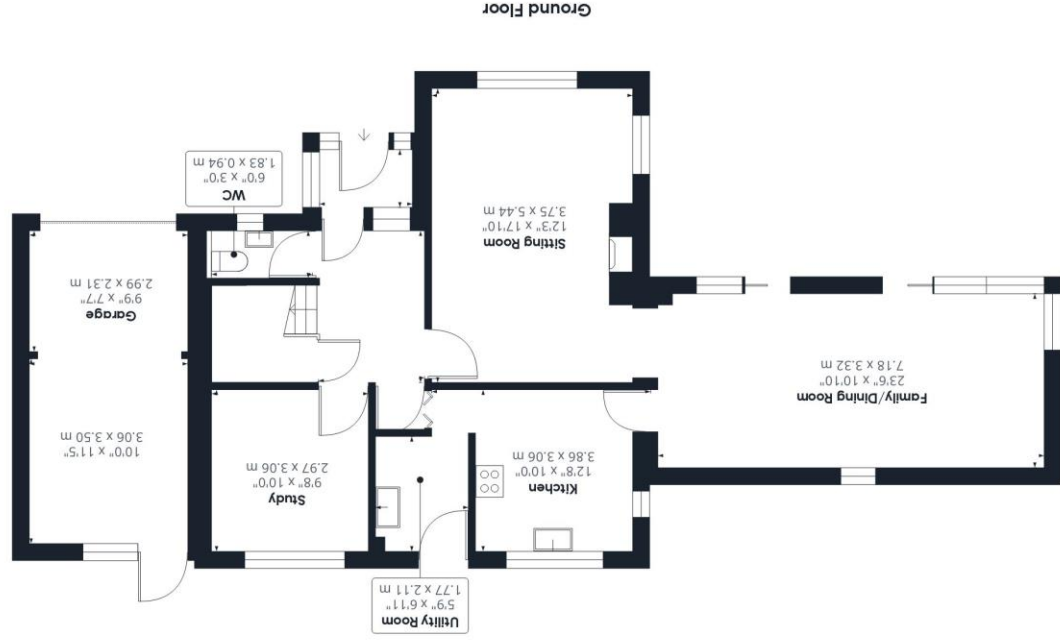 Utility Room
5'9" x 6'11"
1.77 x 2.11 m
Kitchen
12'8" x 10'0"
3.86 x 3.06 m
Study
9'8" x 10'0"
2.97 x 3.06 m
10'0" x 11'5"
3.06 x 3.50 m
Family/Dining Room
23'6" x 10'10"
7.18 x 3.32 m
Garage
9'9" x 7'7"
2.99 x 2.31 m
Sitting Room
12'3" x 17'10"
3.75 x 5.44 m
WC
6'0" x 3'0"
1.83 x 0.94 m
Ground Floor